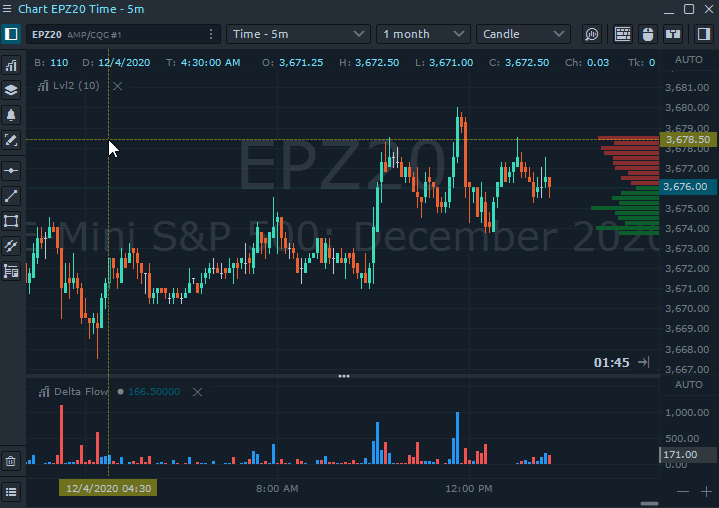 Chart EPZ20 Time - 5m
EPZ20 AMP/CQG #1 Time - 5m 1 month Candle
B: 110 D: 12/4/2020 T: 4:30:00 AM O: 3,671.25 H: 3,672.50 L: 3,671.00 C: 3,672.50 Ch: 0.03 Tk: 0
AUTO
Lvl2 (10)
3,681.00
3,680.00
3,679.00
3,678.50
3,678.00
EPZ20
3,677.00
3,676.00
3,675.00
E-Mini S&P 500: December 2020
3,674.00
3,673.00
3,672.00
3,671.00
3,670.00
3,669.00
01:45
3,668.00
3,667.00
AUTO
Delta Flow 166.50000
1,000.00
500.00
171.00
0.00
12/4/2020 04:30 8:00 AM 12:00 PM